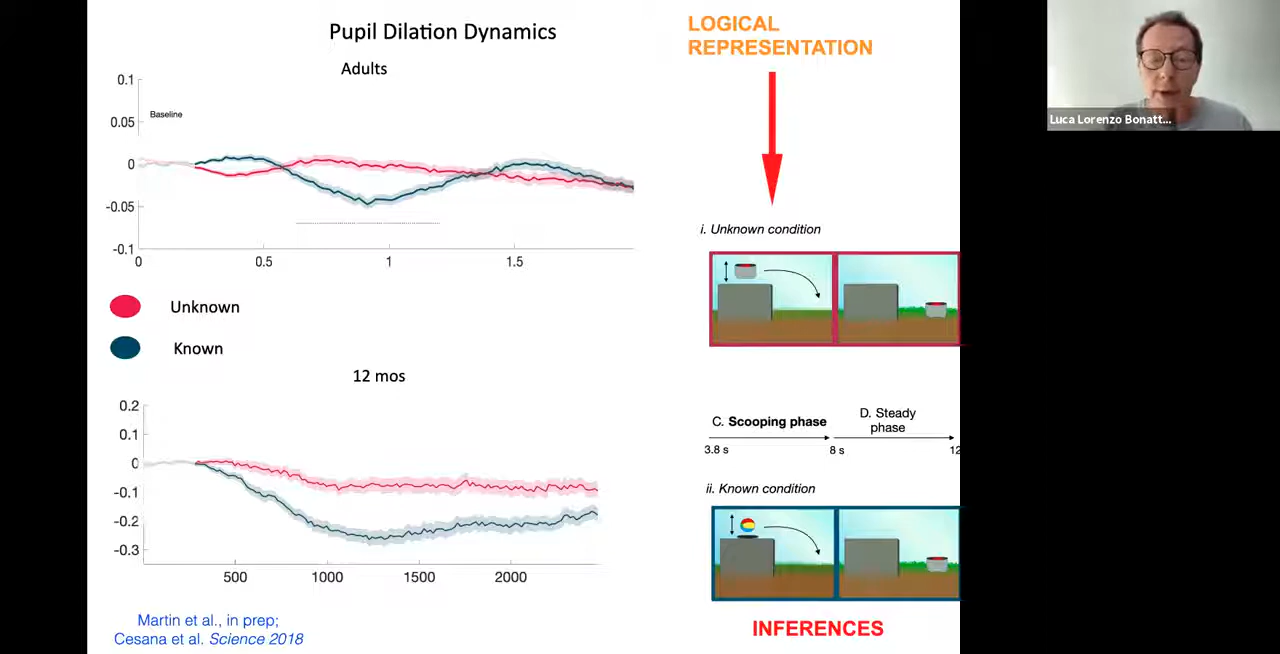 Pupil Dilation Dynamics
Adults
0.1
Baseline
0.05
0
-0.05
-0.1
0
0.5
1
1.5
Unknown
Known
12 mos
0.2
0.1
0
-0.1
-0.2
-0.3
500
1000
1500
2000
Martin et al., in prep;
Cesana et al. Science 2018
LOGICAL
REPRESENTATION
i. Unknown condition
C. Scooping phase
D. Steady
phase
3.8 s
8 s
12
ii. Known condition
INFERENCES
Luca Lorenzo Bonatt...